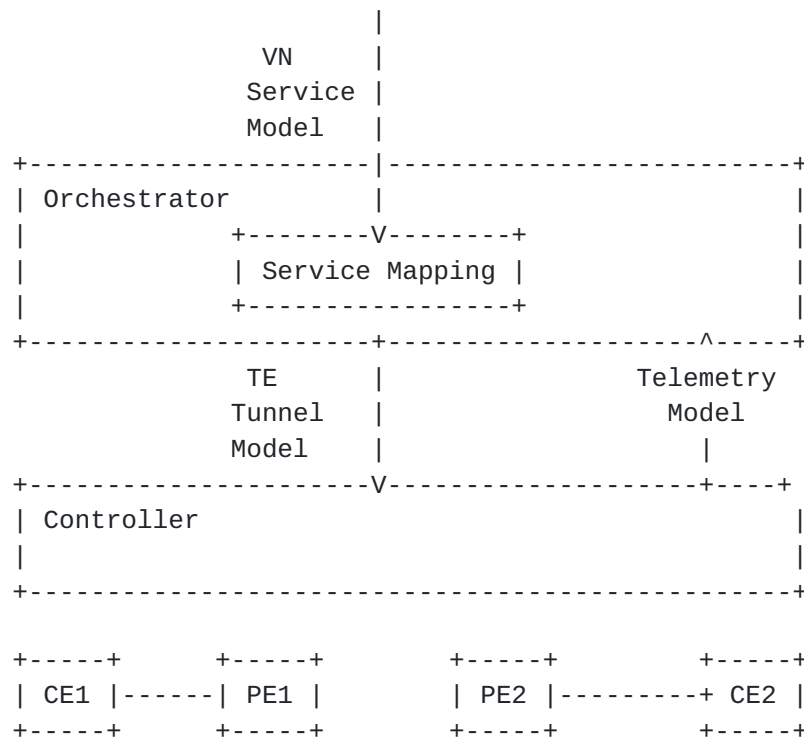 VN
Service
Model
Orchestrator
Service Mapping
TE Telemetry
Tunnel Model
Model
Controller
CE1 PE1 PE2 CE2